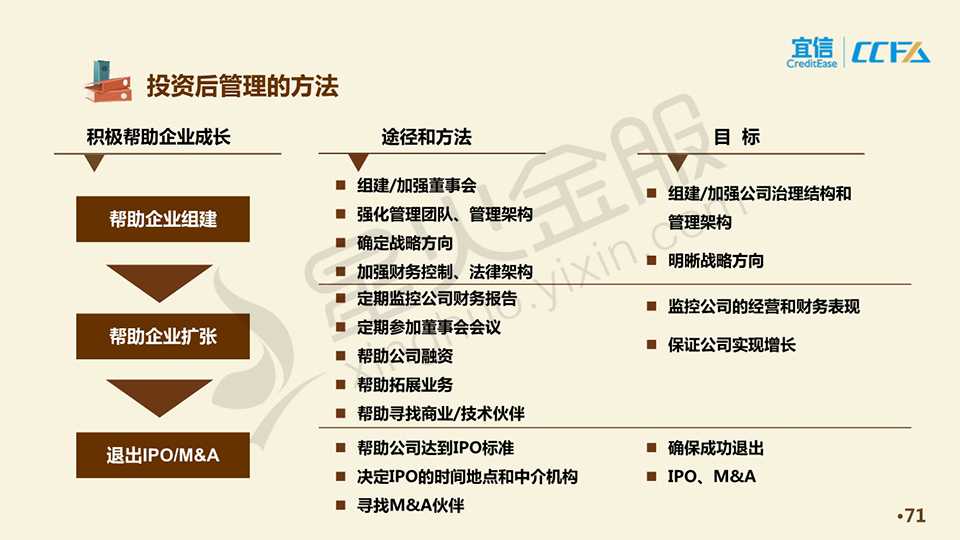 宜信
CreditEase
CCFA
投资后管理的方法
积极帮助企业成长
途径和方法
目 标
帮助企业组建
■ 组建/加强董事会
■ 强化管理团队、管理架构
■ 确定战略方向
■ 加强财务控制、法律架构
■ 组建/加强公司治理结构和
管理架构
■ 明晰战略方向
帮助企业扩张
■ 定期监控公司财务报告
■ 定期参加董事会会议
■ 帮助公司融资
■ 帮助拓展业务
■ 帮助寻找商业/技术伙伴
■ 监控公司的经营和财务表现
■ 保证公司实现增长
退出IPO/M&A
■ 帮助公司达到IPO标准
■ 决定IPO的时间地点和中介机构
■ 寻找M&A伙伴
■ 确保成功退出
■ IPO、M&A
星火金服
xinghuo.yixin.com
•71